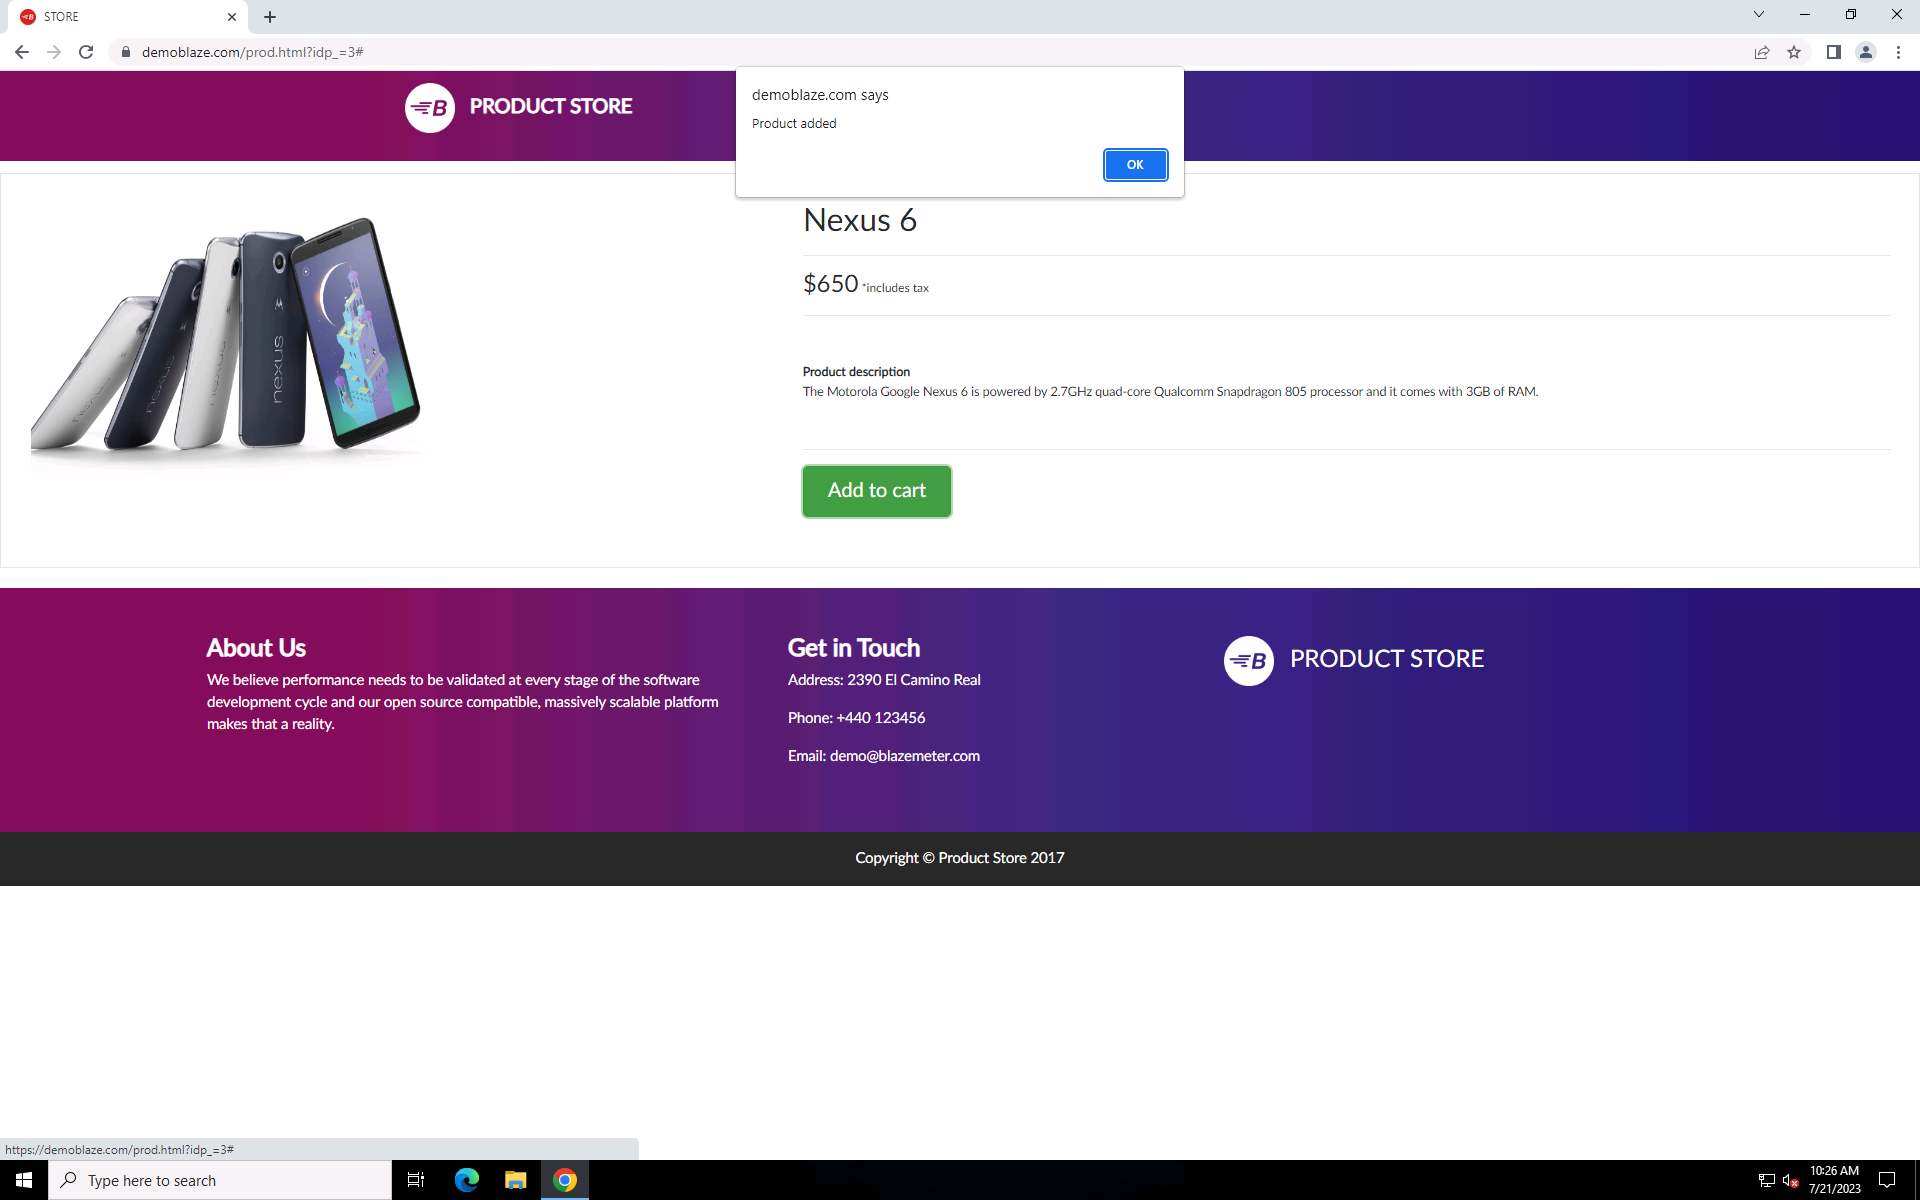 STORE
demoblaze.com/prod.html?idp_=3#
PRODUCT STORE
demoblaze.com says
Product added
OK
Nexus 6
$650 *includes tax
Product description
The Motorola Google Nexus 6 is powered by 2.7GHz quad-core Qualcomm Snapdragon 805 processor and it comes with 3GB of RAM.
nexus
nexus
nexus
Add to cart
About Us
We believe performance needs to be validated at every stage of the software
development cycle and our open source compatible, massively scalable platform
makes that a reality.
Get in Touch
Address: 2390 El Camino Real
Phone: +440 123456
Email: demo@blazemeter.com
B PRODUCT STORE
Copyright © Product Store 2017
https://demoblaze.com/prod.html?idp_=3#
Type here to search
10:26 AM
7/21/2023